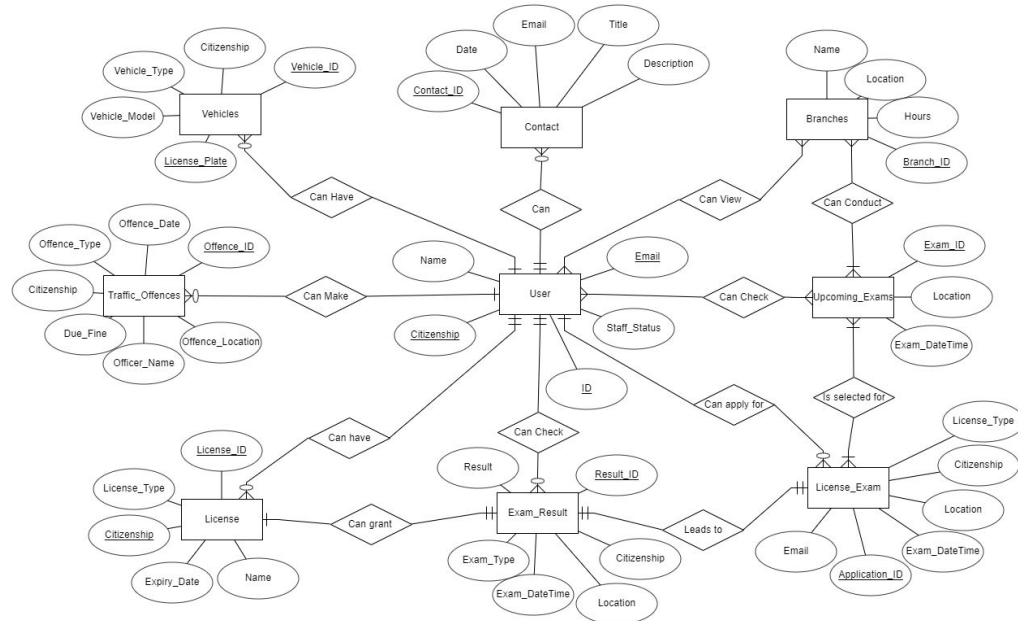 Citizenship
Vehicle_Type
Vehicle_ID
Vehicle_Model
Vehicles
License_Plate
Email
Title
Date
Description
Contact_ID
Contact
Name
Location
Hours
Branches
Branch_ID
Can Have
Can
Can View
Can Conduct
Offence_Date
Offence_Type
Offence_ID
Citizenship
Traffic_Offences
Due_Fine
Offence_Location
Officer_Name
Can Make
Name
Email
User
Citizenship
Staff_Status
ID
Can Check
Exam_ID
Upcoming_Exams
Location
Exam_DateTime
Can have
Can Check
Can apply for
Is selected for
License_ID
License_Type
Citizenship
License
Expiry_Date
Name
Can grant
Result
Result_ID
Exam_Result
Exam_Type
Citizenship
Exam_DateTime
Location
Leads to
License_Type
Citizenship
License_Exam
Location
Email
Exam_DateTime
Application_ID